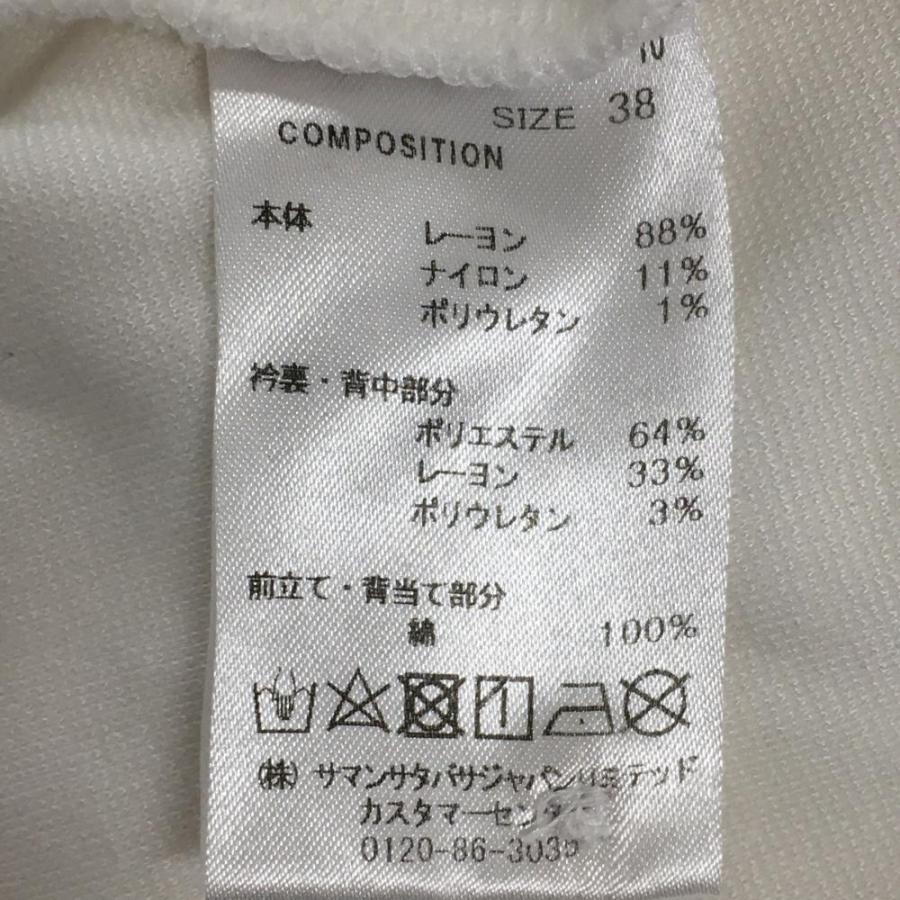 SIZE 38
COMPOSITION
本体
レーヨン 88%
ナイロン 11%
ポリウレタン 1%
衿裏・背中部分
ポリエステル 64%
レーヨン 33%
ポリウレタン 3%
前立て・背当て部分
綿 100%
(株) サマンサタバサジャパンリミテッド
カスタマーセンター
0120-86-303